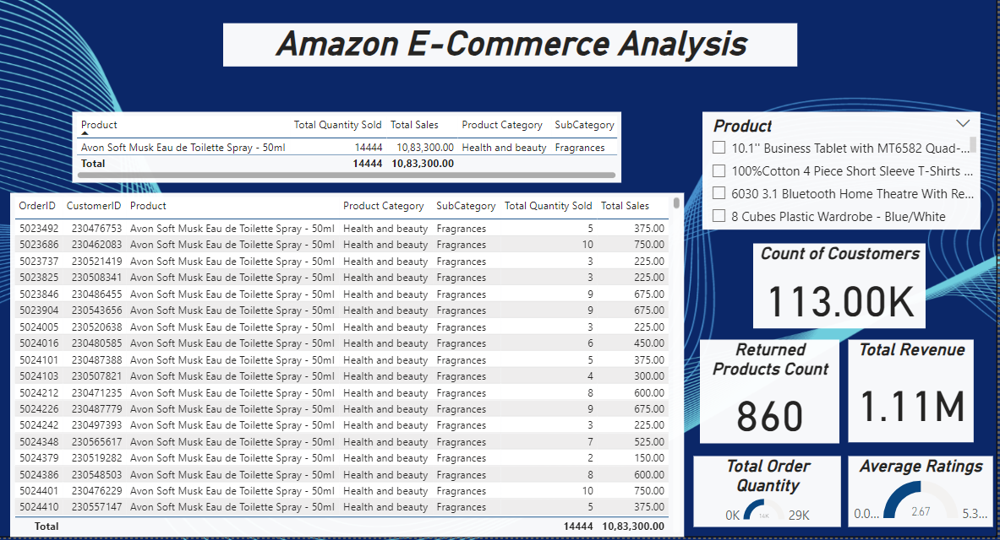 Amazon E-Commerce Analysis
Product Total Quantity Sold Total Sales Product Category SubCategory
Avon Soft Musk Eau de Toilette Spray - 50ml 14444 10,83,300.00 Health and beauty Fragrances
Total 14444 10,83,300.00
Product
10.1" Business Tablet with MT6582 Quad-...
100%Cotton 4 Piece Short Sleeve T-Shirts ...
6030 3.1 Bluetooth Home Theatre With Re...
8 Cubes Plastic Wardrobe - Blue/White
OrderID CustomerID Product Product Category SubCategory Total Quantity Sold Total Sales
5023492 230476753 Avon Soft Musk Eau de Toilette Spray - 50ml Health and beauty Fragrances 5 375.00
5023686 230462083 Avon Soft Musk Eau de Toilette Spray - 50ml Health and beauty Fragrances 10 750.00
5023737 230521419 Avon Soft Musk Eau de Toilette Spray - 50ml Health and beauty Fragrances 3 225.00
5023825 230508341 Avon Soft Musk Eau de Toilette Spray - 50ml Health and beauty Fragrances 3 225.00
5023846 230486455 Avon Soft Musk Eau de Toilette Spray - 50ml Health and beauty Fragrances 9 675.00
5023904 230543656 Avon Soft Musk Eau de Toilette Spray - 50ml Health and beauty Fragrances 9 675.00
5024005 230520638 Avon Soft Musk Eau de Toilette Spray - 50ml Health and beauty Fragrances 3 225.00
5024016 230480585 Avon Soft Musk Eau de Toilette Spray - 50ml Health and beauty Fragrances 6 450.00
5024101 230487388 Avon Soft Musk Eau de Toilette Spray - 50ml Health and beauty Fragrances 5 375.00
5024103 230507821 Avon Soft Musk Eau de Toilette Spray - 50ml Health and beauty Fragrances 4 300.00
5024212 230471235 Avon Soft Musk Eau de Toilette Spray - 50ml Health and beauty Fragrances 8 600.00
5024226 230487779 Avon Soft Musk Eau de Toilette Spray - 50ml Health and beauty Fragrances 9 675.00
5024242 230497393 Avon Soft Musk Eau de Toilette Spray - 50ml Health and beauty Fragrances 3 225.00
5024348 230565617 Avon Soft Musk Eau de Toilette Spray - 50ml Health and beauty Fragrances 7 525.00
5024379 230519282 Avon Soft Musk Eau de Toilette Spray - 50ml Health and beauty Fragrances 2 150.00
5024386 230548503 Avon Soft Musk Eau de Toilette Spray - 50ml Health and beauty Fragrances 8 600.00
5024401 230476229 Avon Soft Musk Eau de Toilette Spray - 50ml Health and beauty Fragrances 10 750.00
5024410 230557147 Avon Soft Musk Eau de Toilette Spray - 50ml Health and beauty Fragrances 5 375.00
Total 14444 10,83,300.00
Count of Coustomers
113.00K
Returned
Products Count
860
Total Revenue
1.11M
Total Order
Quantity
0K 14K 29K
Average Ratings
0.0... 2.67 5.3...